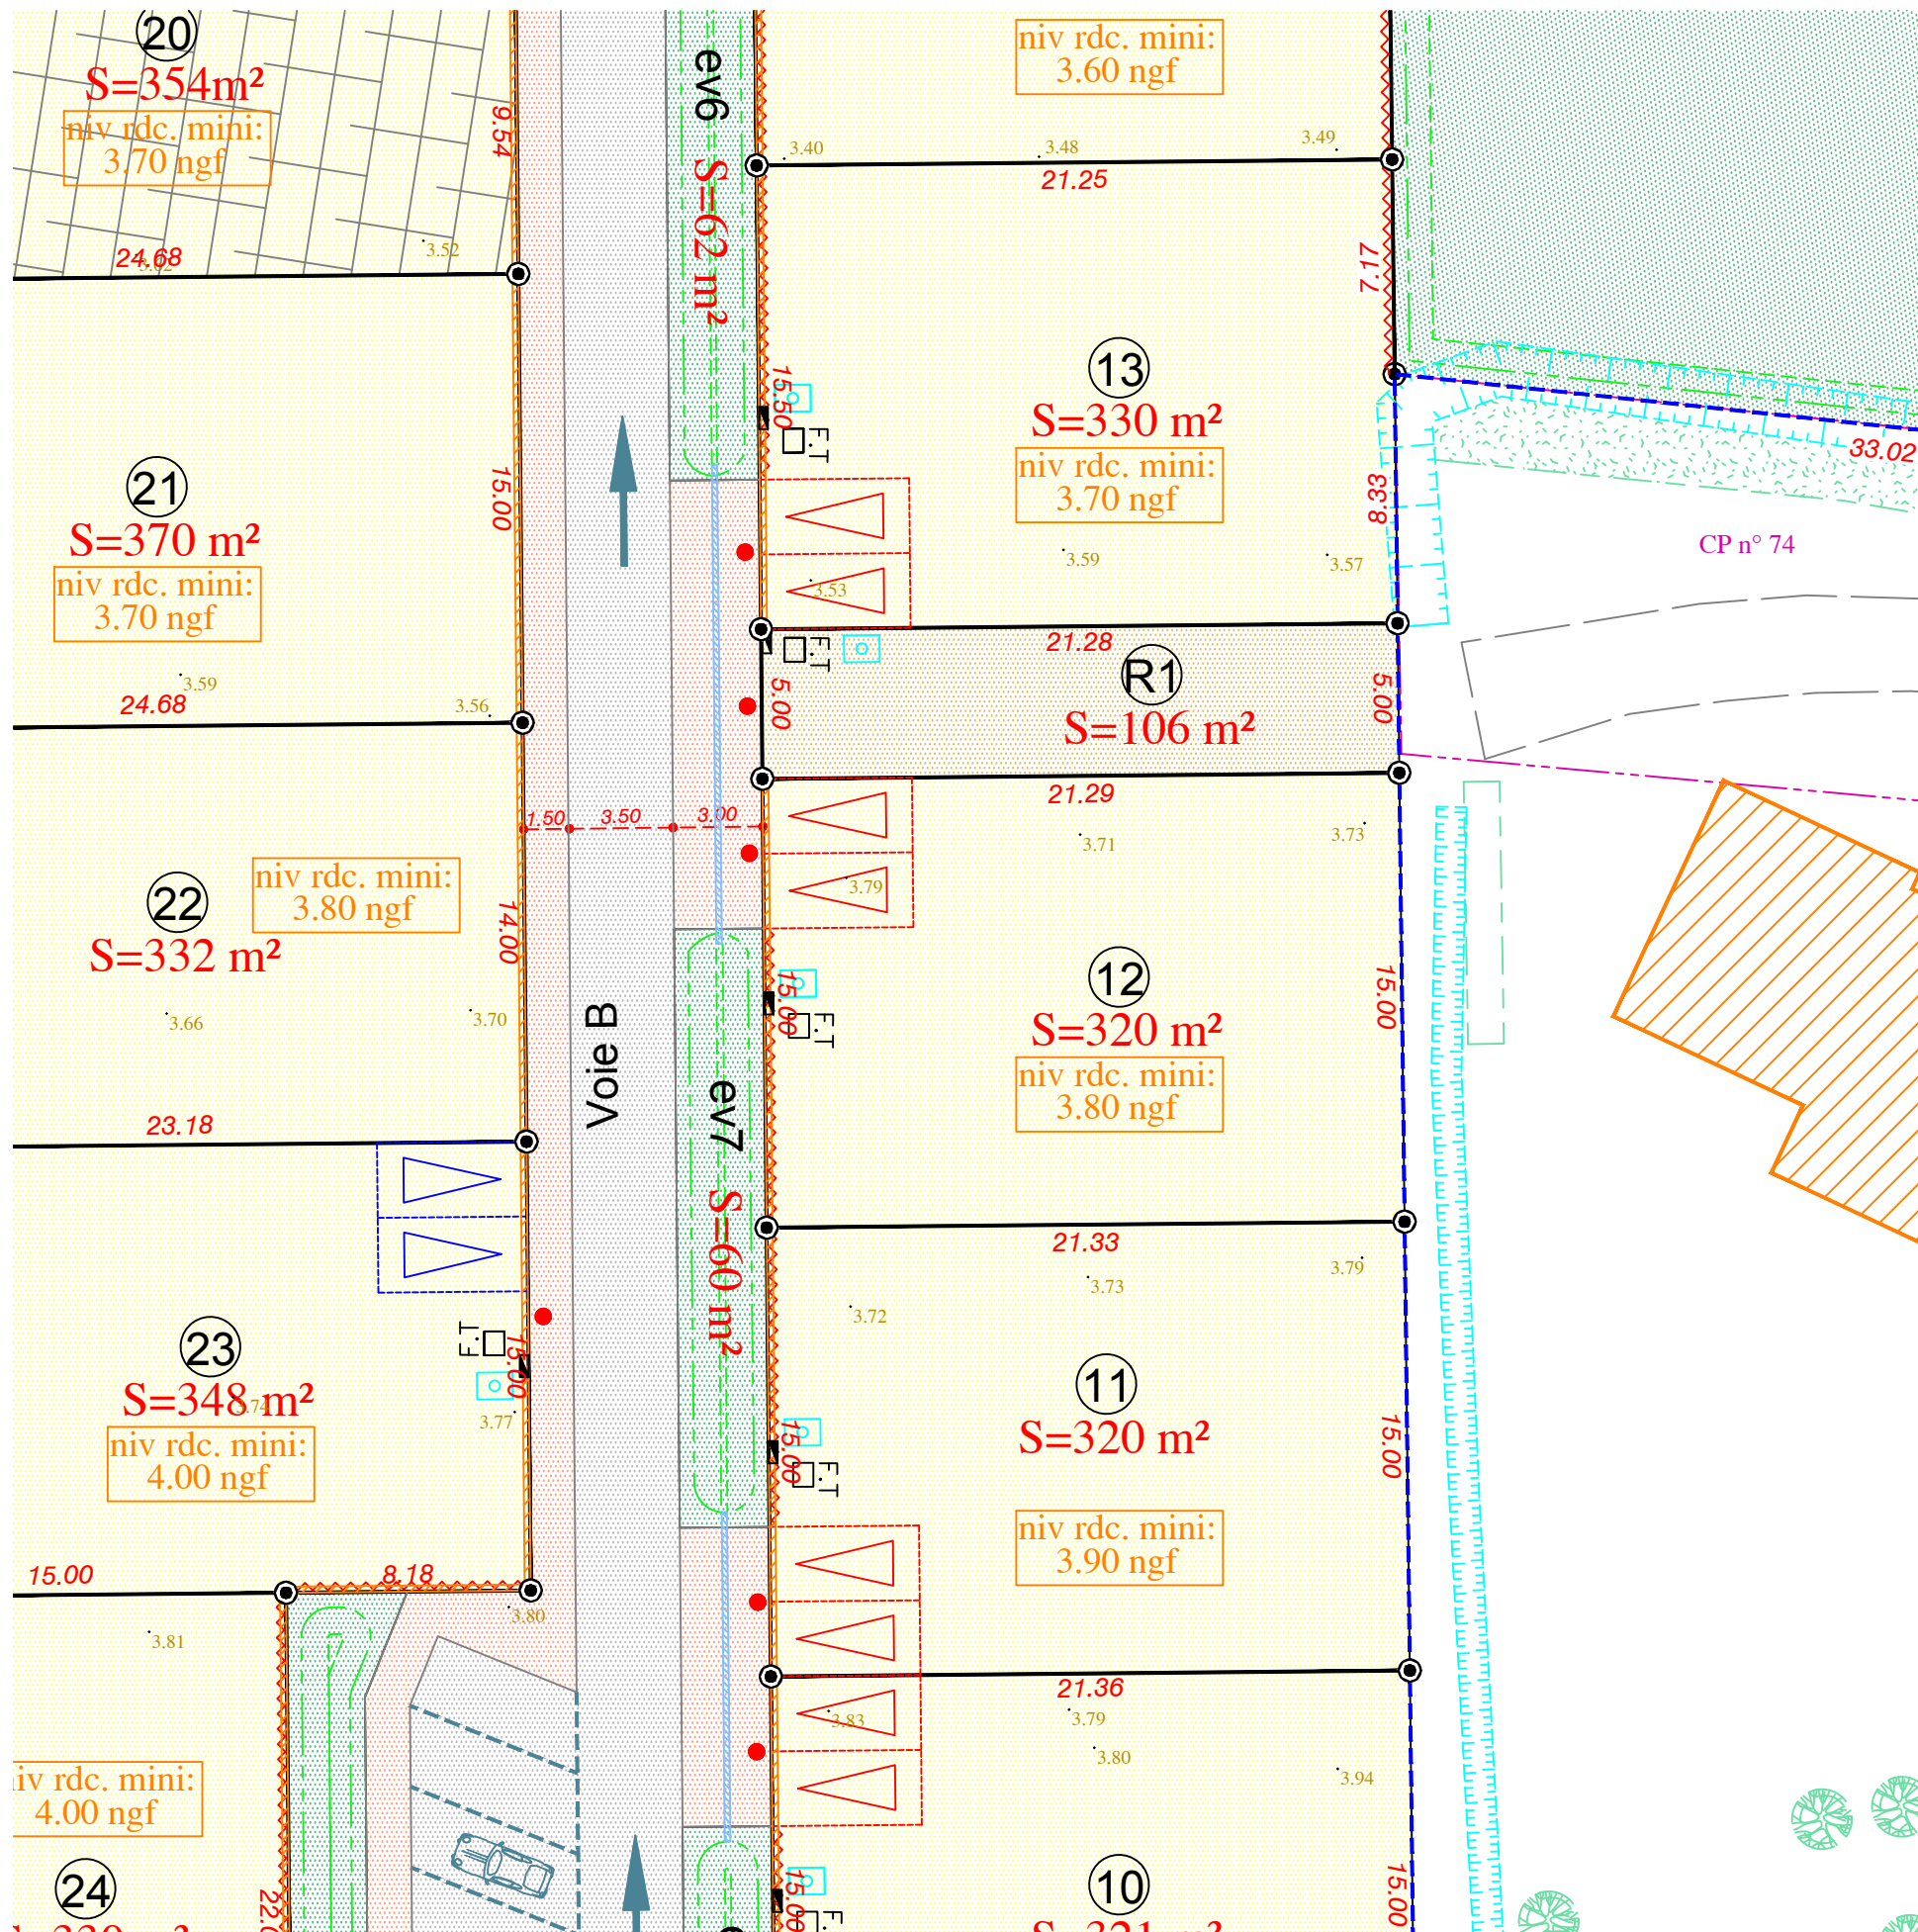 20
S=354m²
niv rdc. mini:
3.70 ngf
9.54
3.52
24.68
ev6
S=62 m²
niv rdc. mini:
3.60 ngf
3.40
3.48
3.49
21.25
7.17
13
S=330 m²
niv rdc. mini:
3.70 ngf
15.50
F.T
8.33
33.02
CP n° 74
3.59
3.57
3.53
21
S=370 m²
niv rdc. mini:
3.70 ngf
15.00
3.59
3.56
24.68
21.28
F.T
5.00
R1
S=106 m²
5.00
21.29
1.50
3.50
3.00
3.71
3.73
3.79
22
niv rdc. mini:
3.80 ngf
S=332 m²
14.00
3.66
3.70
Voie B
15.00
F.T
12
S=320 m²
niv rdc. mini:
3.80 ngf
15.00
ev7
S=60 m²
23.18
21.33
3.79
3.73
3.72
23
S=348 m²
3.74
niv rdc. mini:
4.00 ngf
F.T
15.00
3.77
11
S=320 m²
niv rdc. mini:
3.90 ngf
15.00
F.T
15.00
15.00
8.18
3.80
3.81
21.36
3.83
3.79
3.80
3.94
niv rdc. mini:
4.00 ngf
24
10
15.00
F.T
15.00